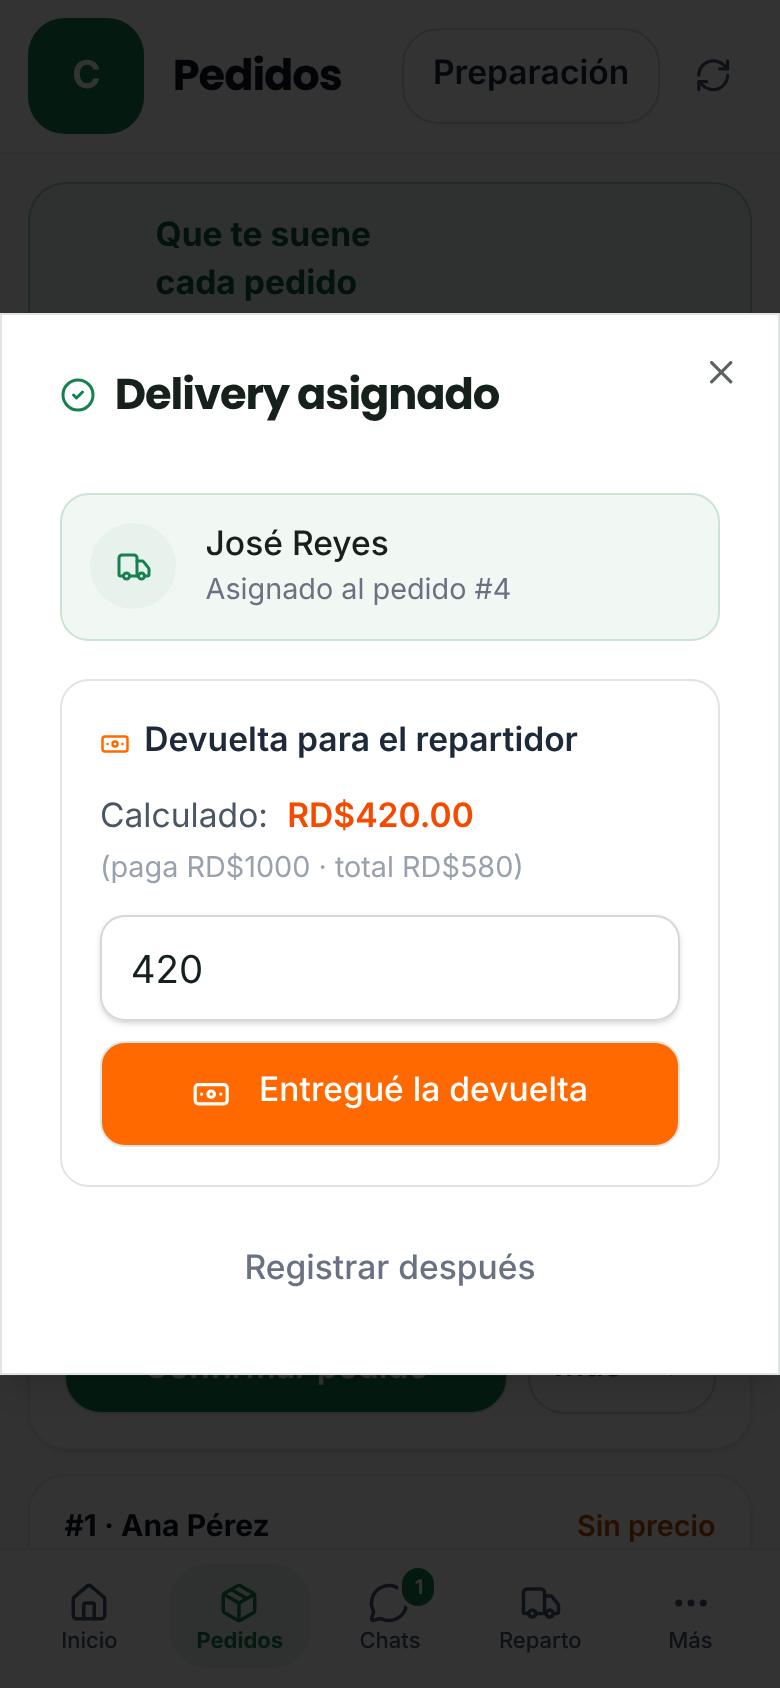 C
Pedidos
Preparación
Que te suene
cada pedido
Delivery asignado
José Reyes
Asignado al pedido #4
Devuelta para el repartidor
Calculado: RD$420.00
(paga RD$1000 · total RD$580)
420
Entregué la devuelta
Registrar después
#1 · Ana Pérez
Sin precio
1
Inicio
Pedidos
Chats
Reparto
Más